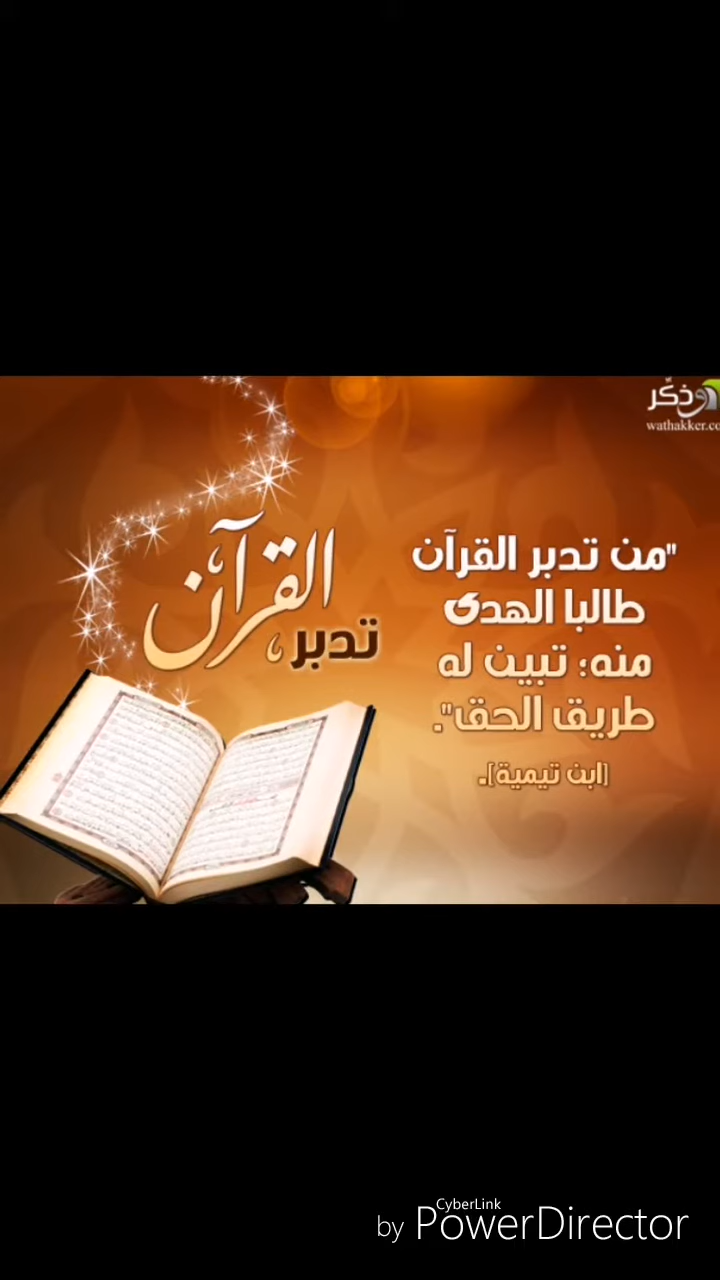 وذكّر
wathakker.co
"من تدبر القرآن
طالبا الهدى
منه؛ تبين له
طريق الحق".
[ابن تيمية].
تدبر القرآن
by CyberLink PowerDirector